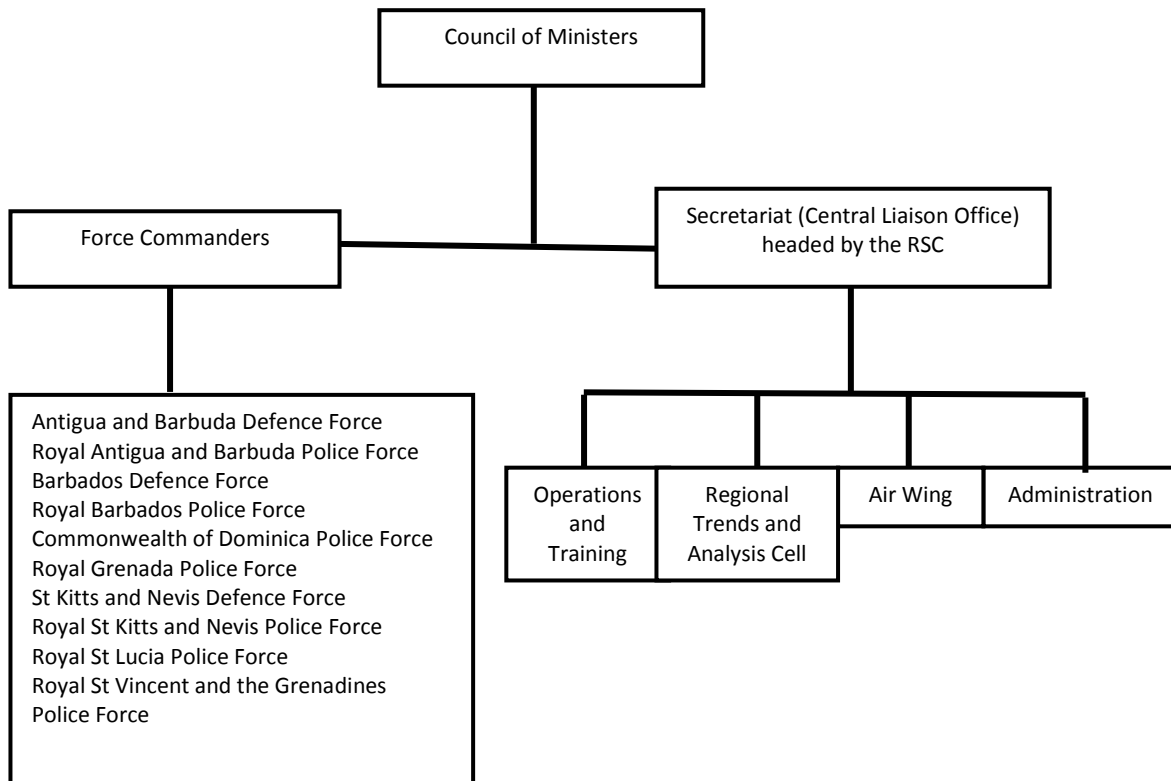 Council of Ministers
Force Commanders
Secretariat (Central Liaison Office)
headed by the RSC
Antigua and Barbuda Defence Force
Royal Antigua and Barbuda Police Force
Barbados Defence Force
Royal Barbados Police Force
Commonwealth of Dominica Police Force
Royal Grenada Police Force
St Kitts and Nevis Defence Force
Royal St Kitts and Nevis Police Force
Royal St Lucia Police Force
Royal St Vincent and the Grenadines
Police Force
Operations
and
Training
Regional
Trends and
Analysis Cell
Air Wing
Administration